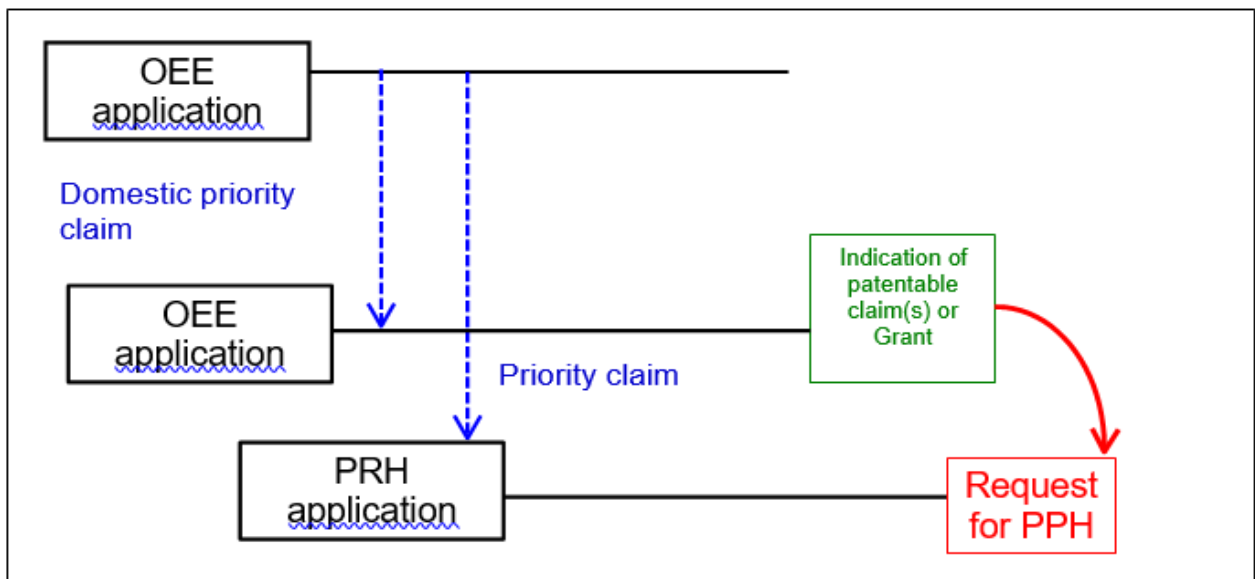 OEE
application
Domestic priority
claim
Indication of
patentable
claim(s) or
Grant
OEE
application
Priority claim
PRH
application
Request
for PPH